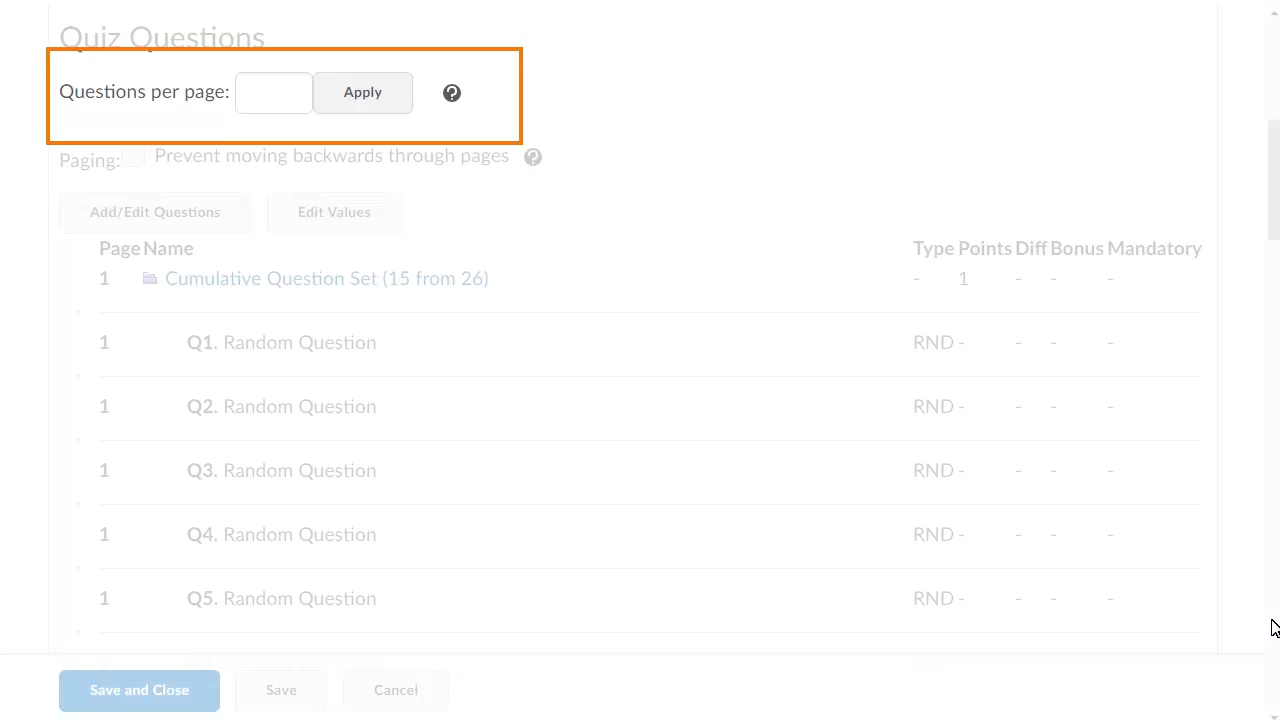 Quiz Questions
Questions per page: Apply
Paging: Prevent moving backwards through pages
Add/Edit Questions Edit Values
Page Name Type Points Diff Bonus Mandatory
1 Cumulative Question Set (15 from 26) - 1 - - -
1 Q1. Random Question RND - - - -
1 Q2. Random Question RND - - - -
1 Q3. Random Question RND - - - -
1 Q4. Random Question RND - - - -
1 Q5. Random Question RND - - - -
Save and Close Save Cancel